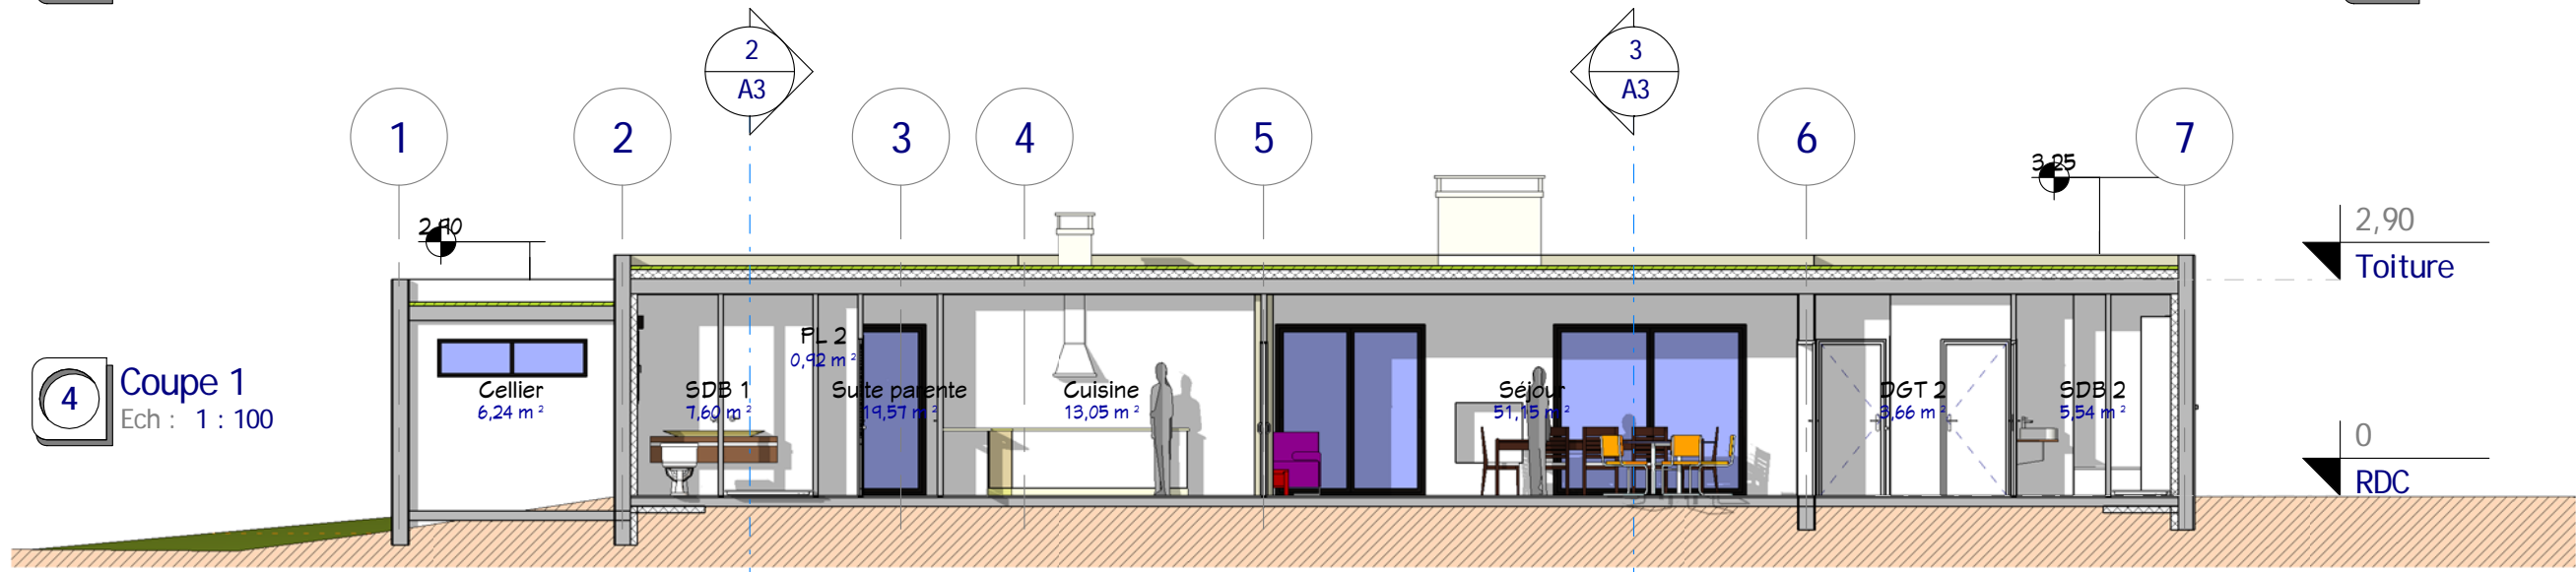 2
A3
3
A3
1
2
3
4
5
6
7
2,90
3,25
2,90
Toiture
4
Coupe 1
Ech : 1 : 100
PL 2
0,92 m²
Cellier
6,24 m²
SDB 1
7,60 m²
Suite parente
19,57 m²
Cuisine
13,05 m²
Séjour
51,15 m²
DGT 2
3,66 m²
SDB 2
5,54 m²
0
RDC